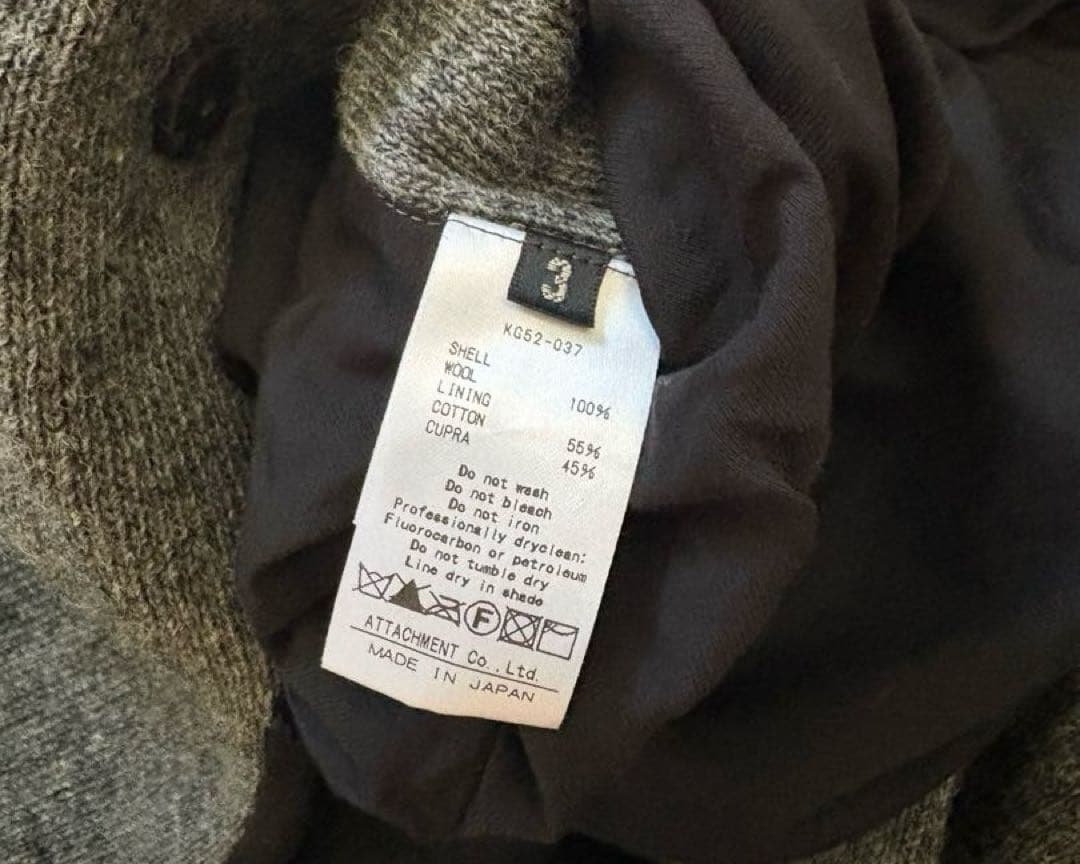 3
KG52-037
SHELL
WOOL 100%
LINING
COTTON 55%
CUPRA 45%
Do not wash
Do not bleach
Do not iron
Professionally dryclean:
Fluorocarbon or petroleum
Do not tumble dry
Line dry in shade
F
ATTACHMENT Co.,Ltd.
MADE IN JAPAN